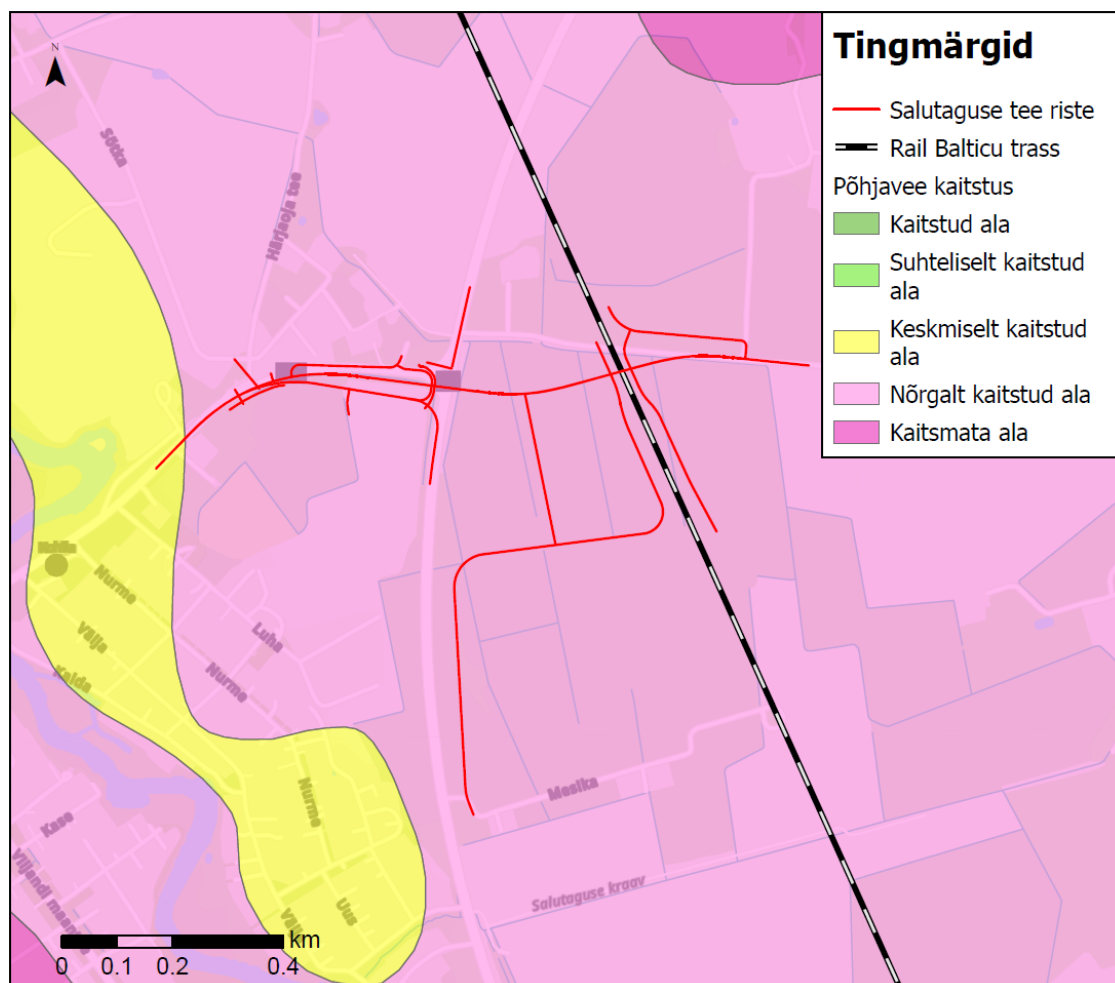 Tingmärgid
Salutaguse tee riste
Rail Balticu trass
Põhjavee kaitstus
Kaitstud ala
Suhteliselt kaitstud
ala
Keskmiselt kaitstud
ala
Nõrgalt kaitstud ala
Kaitsmata ala
N
Sõtka
Härjaoja tee
Nurme
Välja
Kalda
Luha
Nurme
Nurme
Mesika
Kase
Viljandi maantee
Uus
Välja
Salutaguse kraav
km
0 0.1 0.2 0.4